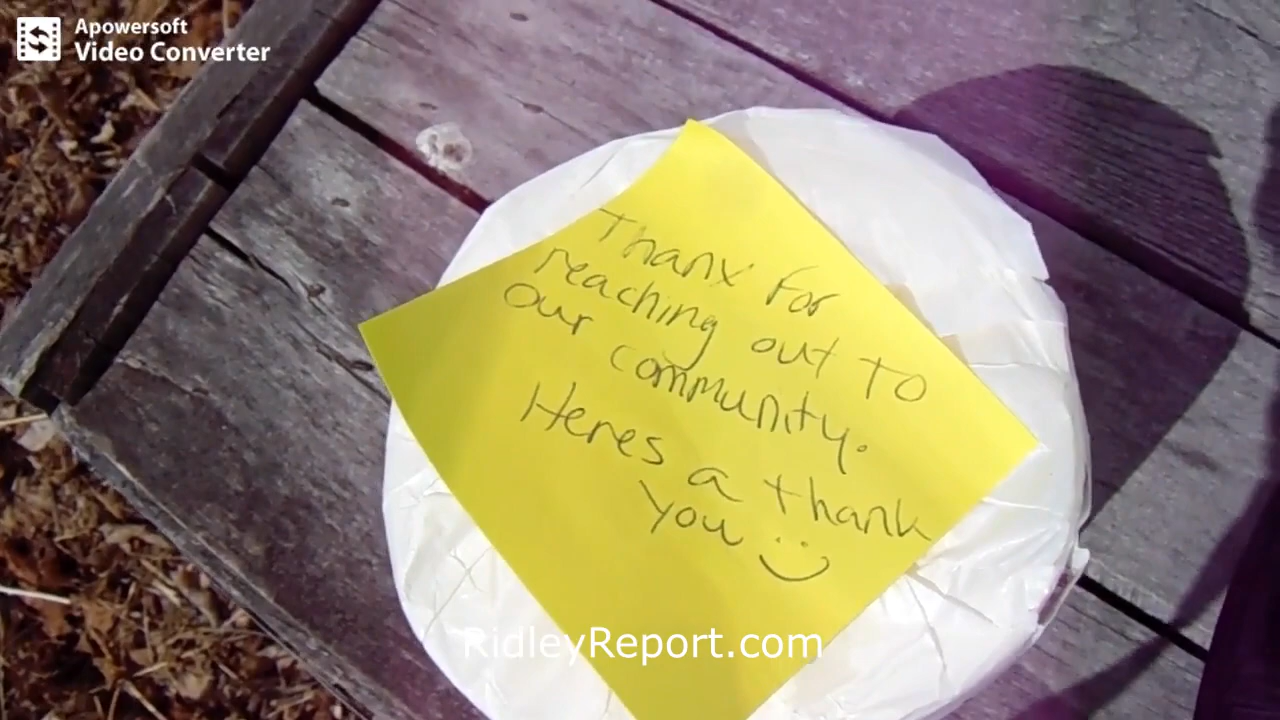 Apowersoft
Video Converter
Thanx for
reaching out to
our community.
Heres a thank
you
RidleyReport.com